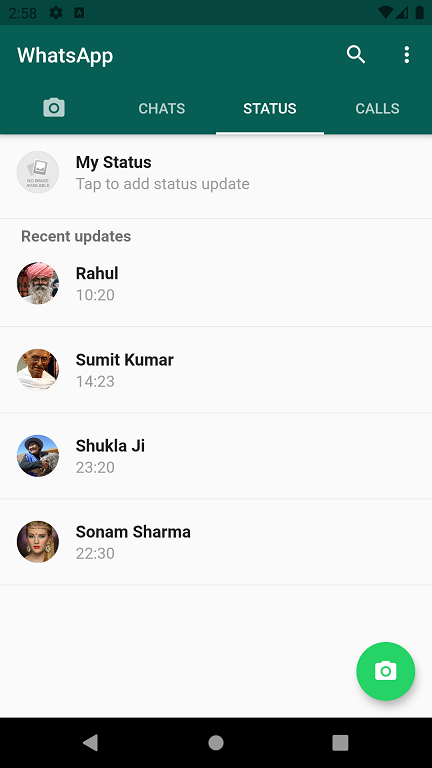 2:58
WhatsApp
CHATS
STATUS
CALLS
NO IMAGE
AVAILABLE
My Status
Tap to add status update
Recent updates
Rahul
10:20
Sumit Kumar
14:23
Shukla Ji
23:20
Sonam Sharma
22:30